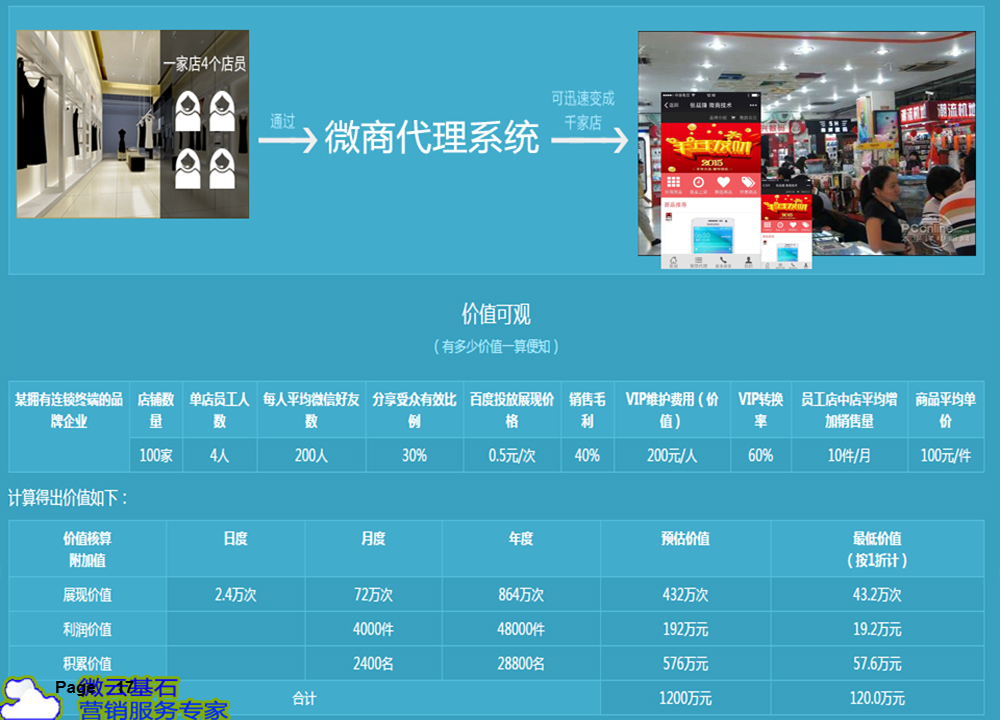 一家店4个店员
通过
微商代理系统
可迅速变成
千家店
2015
新品推荐
潮流机地
PConline
价值可观
（有多少价值一算便知）
某拥有连锁终端的品牌企业 店铺数量 单店员工人数 每人平均微信好友数 分享受众有效比例 百度投放展现价格 销售毛利 VIP维护费用（价值） VIP转换率 员工店中店平均增加销售量 商品平均单价
100家 4人 200人 30% 0.5元/次 40% 200元/人 60% 10件/月 100元/件
计算得出价值如下：
价值核算附加值 日度 月度 年度 预估价值 最低价值（按1折计）
展现价值 2.4万次 72万次 864万次 432万次 43.2万次
利润价值 4000件 48000件 192万元 19.2万元
积累价值 2400名 28800名 576万元 57.6万元
合计 1200万元 120.0万元
Page 17
微云基石
营销服务专家